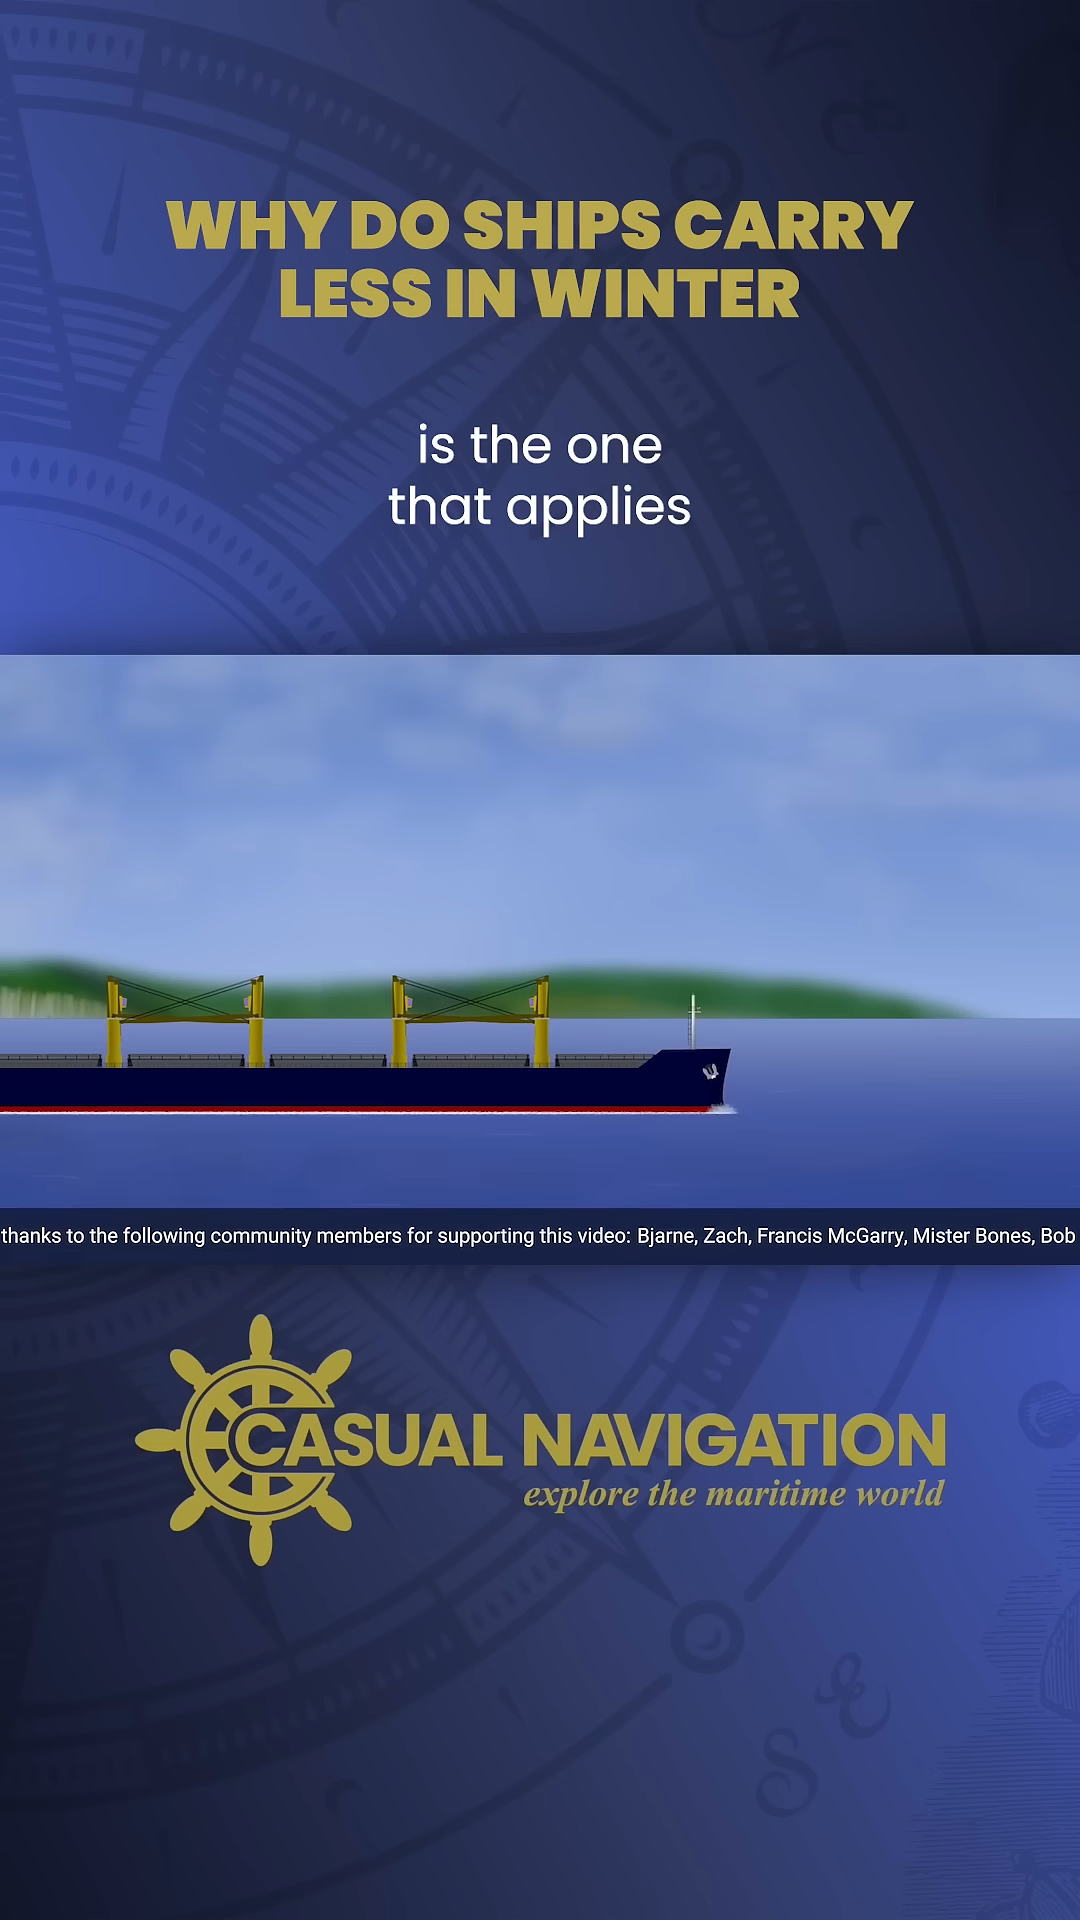 WHY DO SHIPS CARRY
LESS IN WINTER
is the one
that applies
thanks to the following community members for supporting this video: Bjarne, Zach, Francis McGarry, Mister Bones, Bob
CASUAL NAVIGATION
explore the maritime world
N
E
S